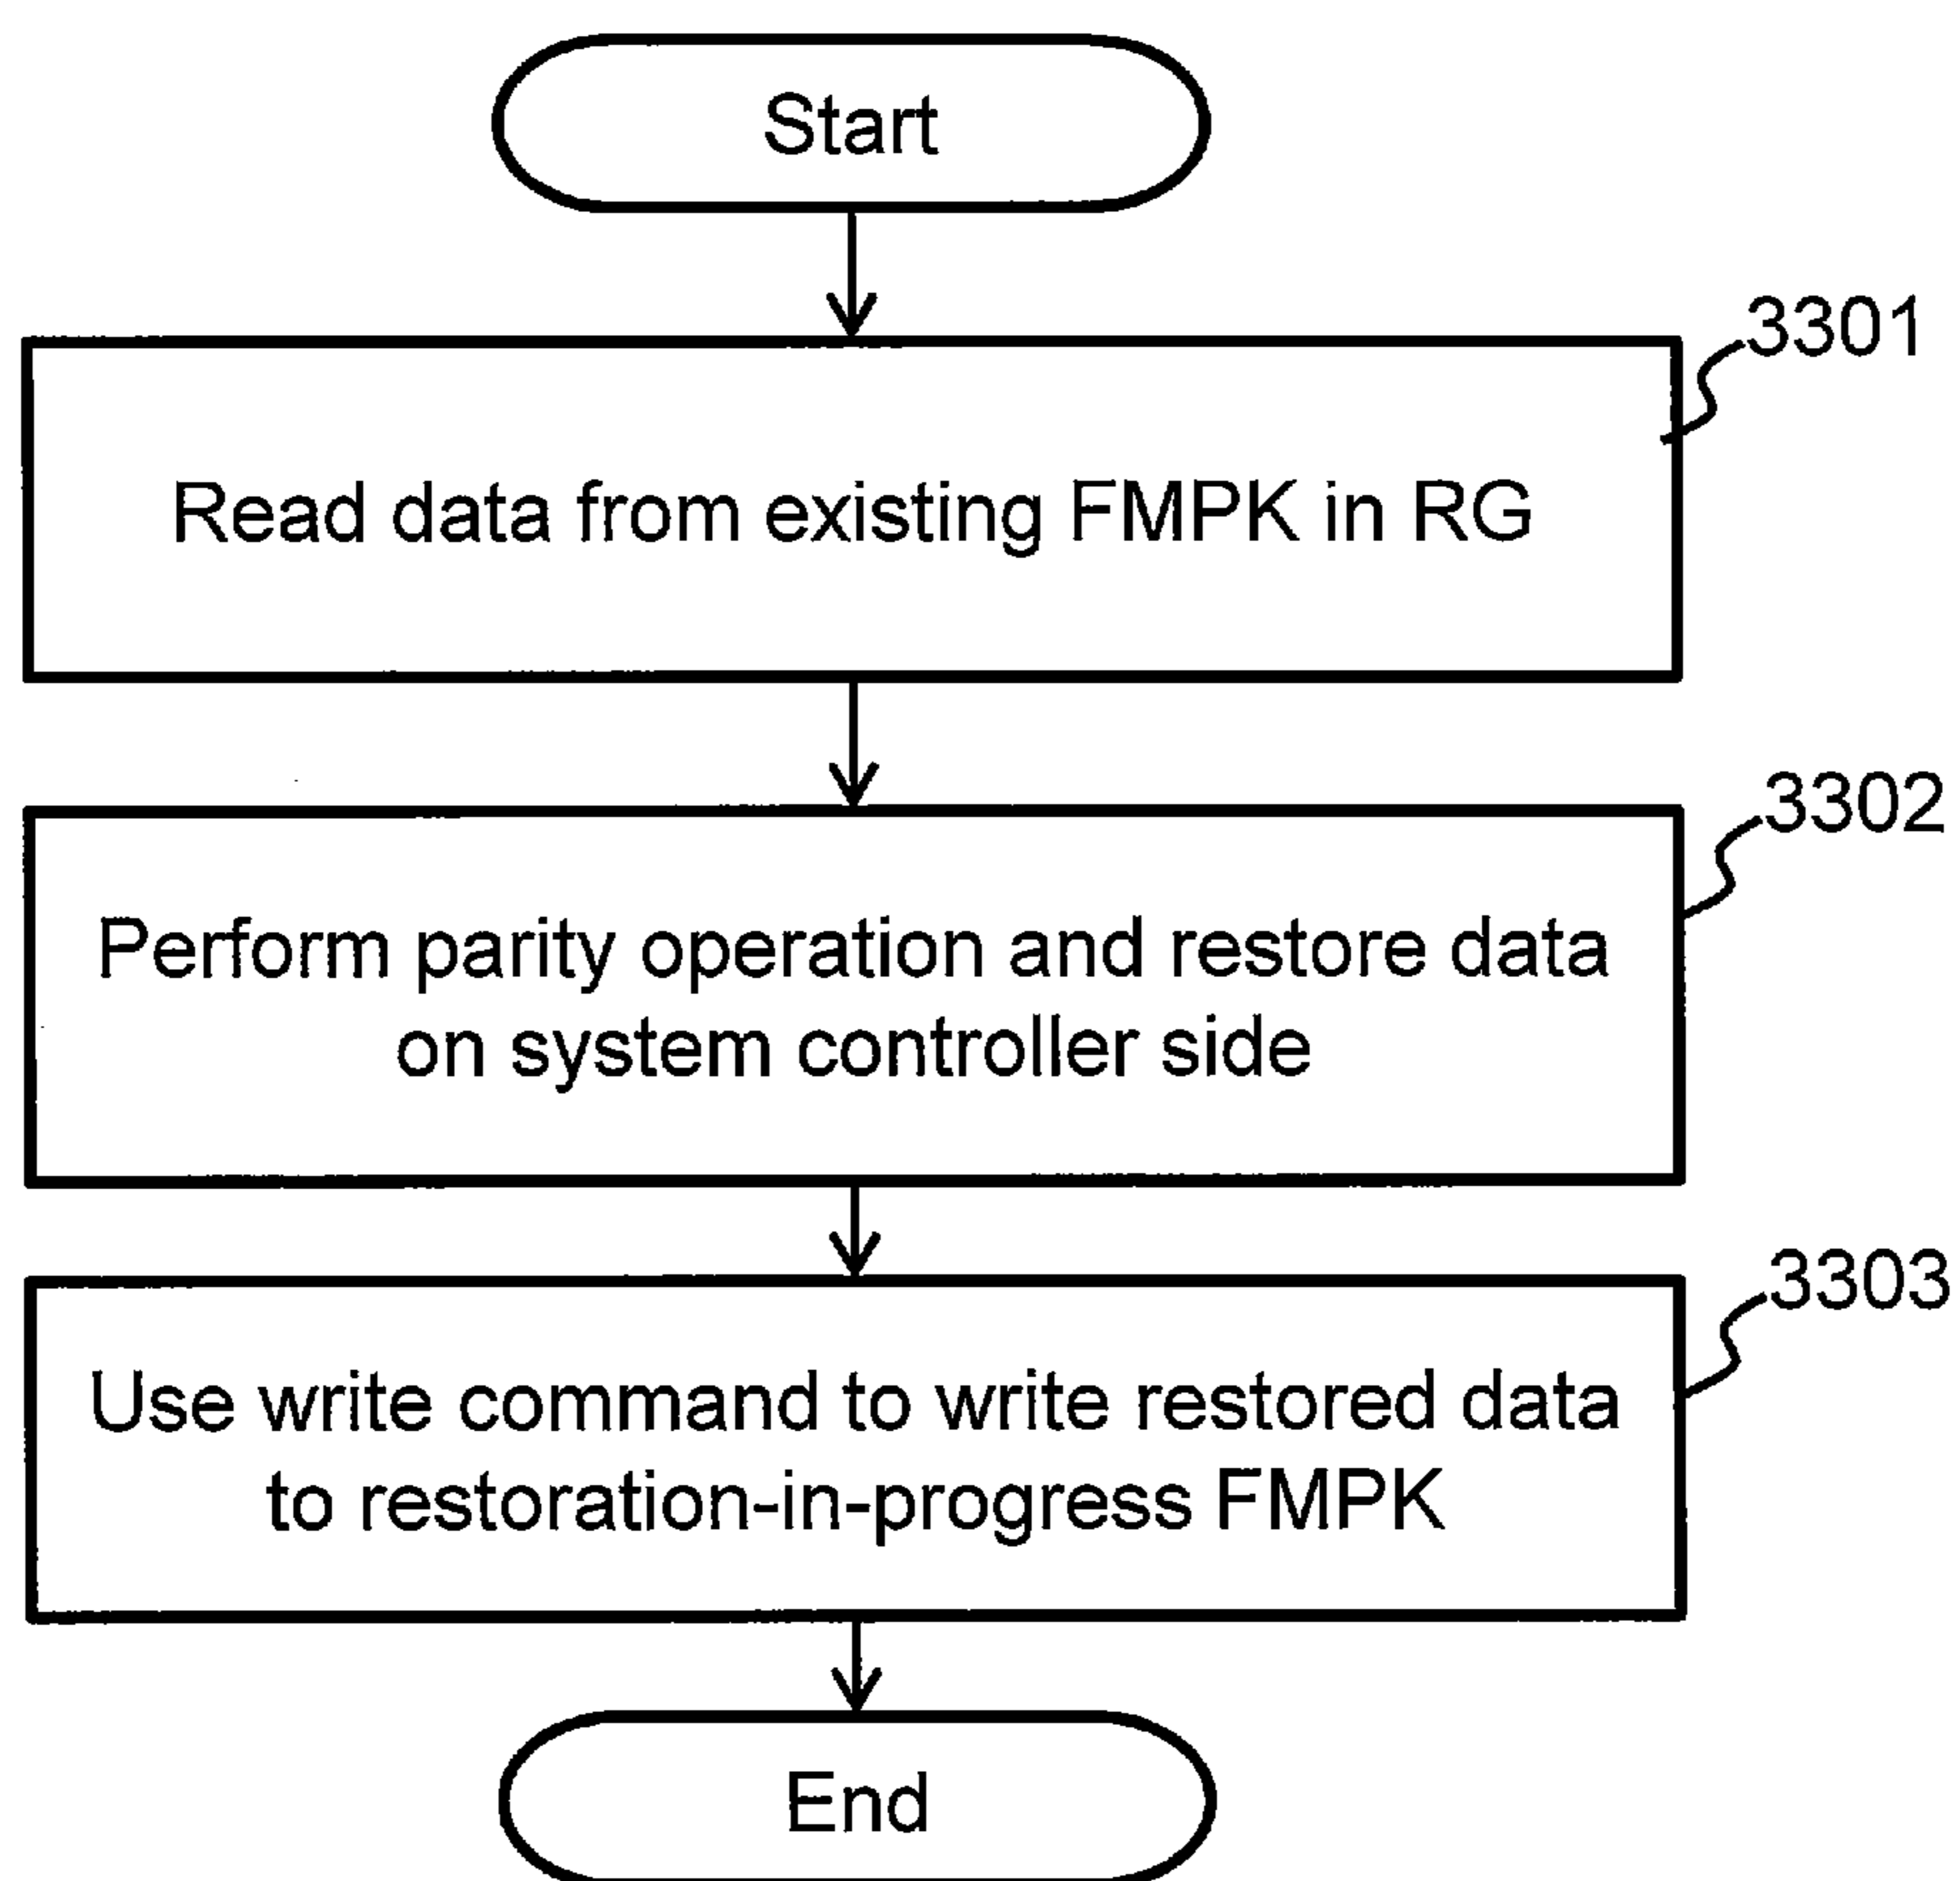 Start
3301
Read data from existing FMPK in RG
3302
Perform parity operation and restore data
on system controller side
3303
Use write command to write restored data
to restoration-in-progress FMPK
End